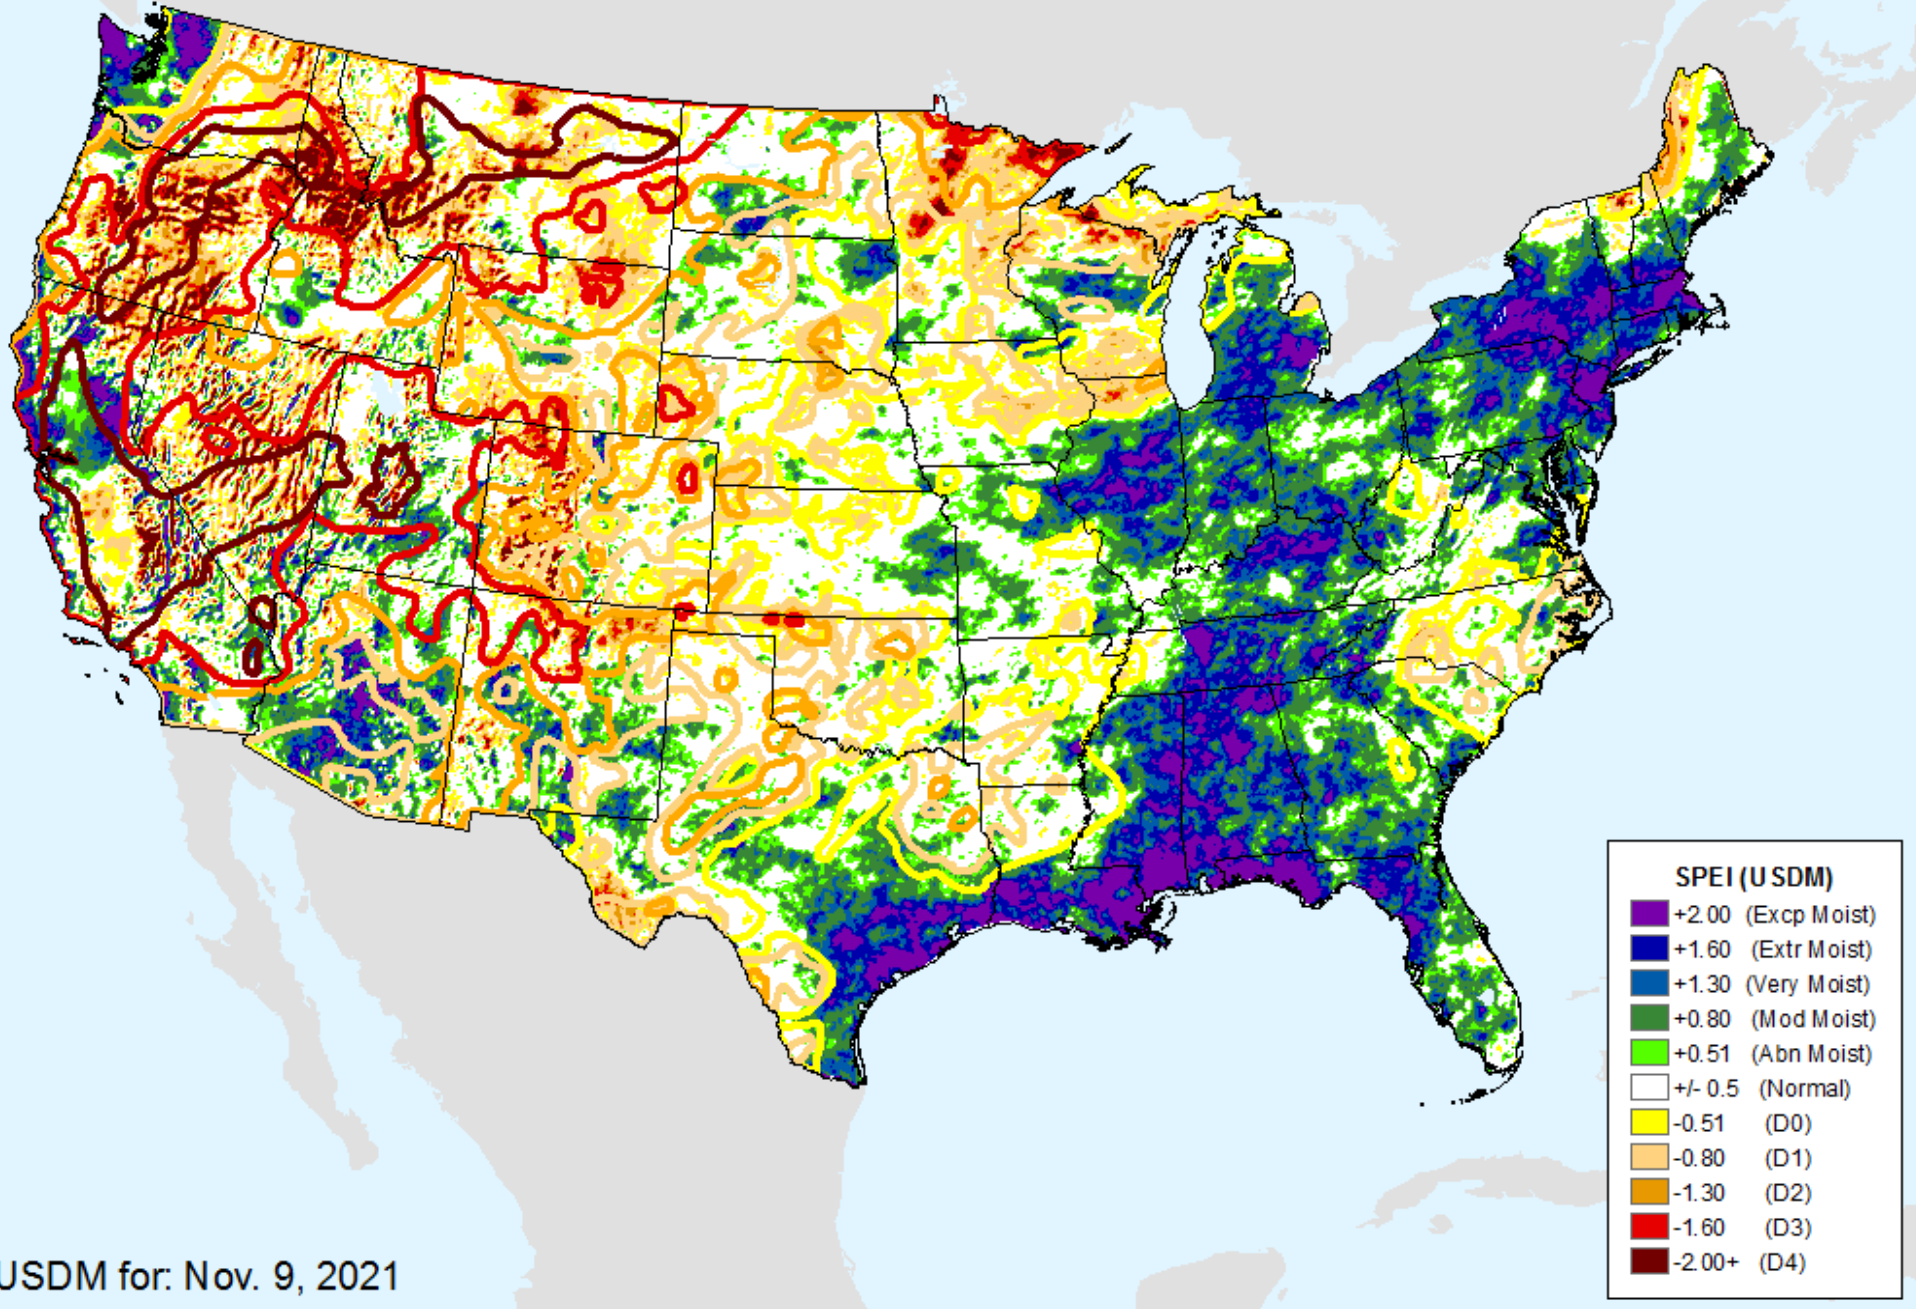 SPEI (USDM)
+2.00 (Excp Moist)
+1.60 (Extr Moist)
+1.30 (Very Moist)
+0.80 (Mod Moist)
+0.51 (Abn Moist)
+/- 0.5 (Normal)
-0.51 (D0)
-0.80 (D1)
-1.30 (D2)
-1.60 (D3)
-2.00+ (D4)
USDM for: Nov. 9, 2021